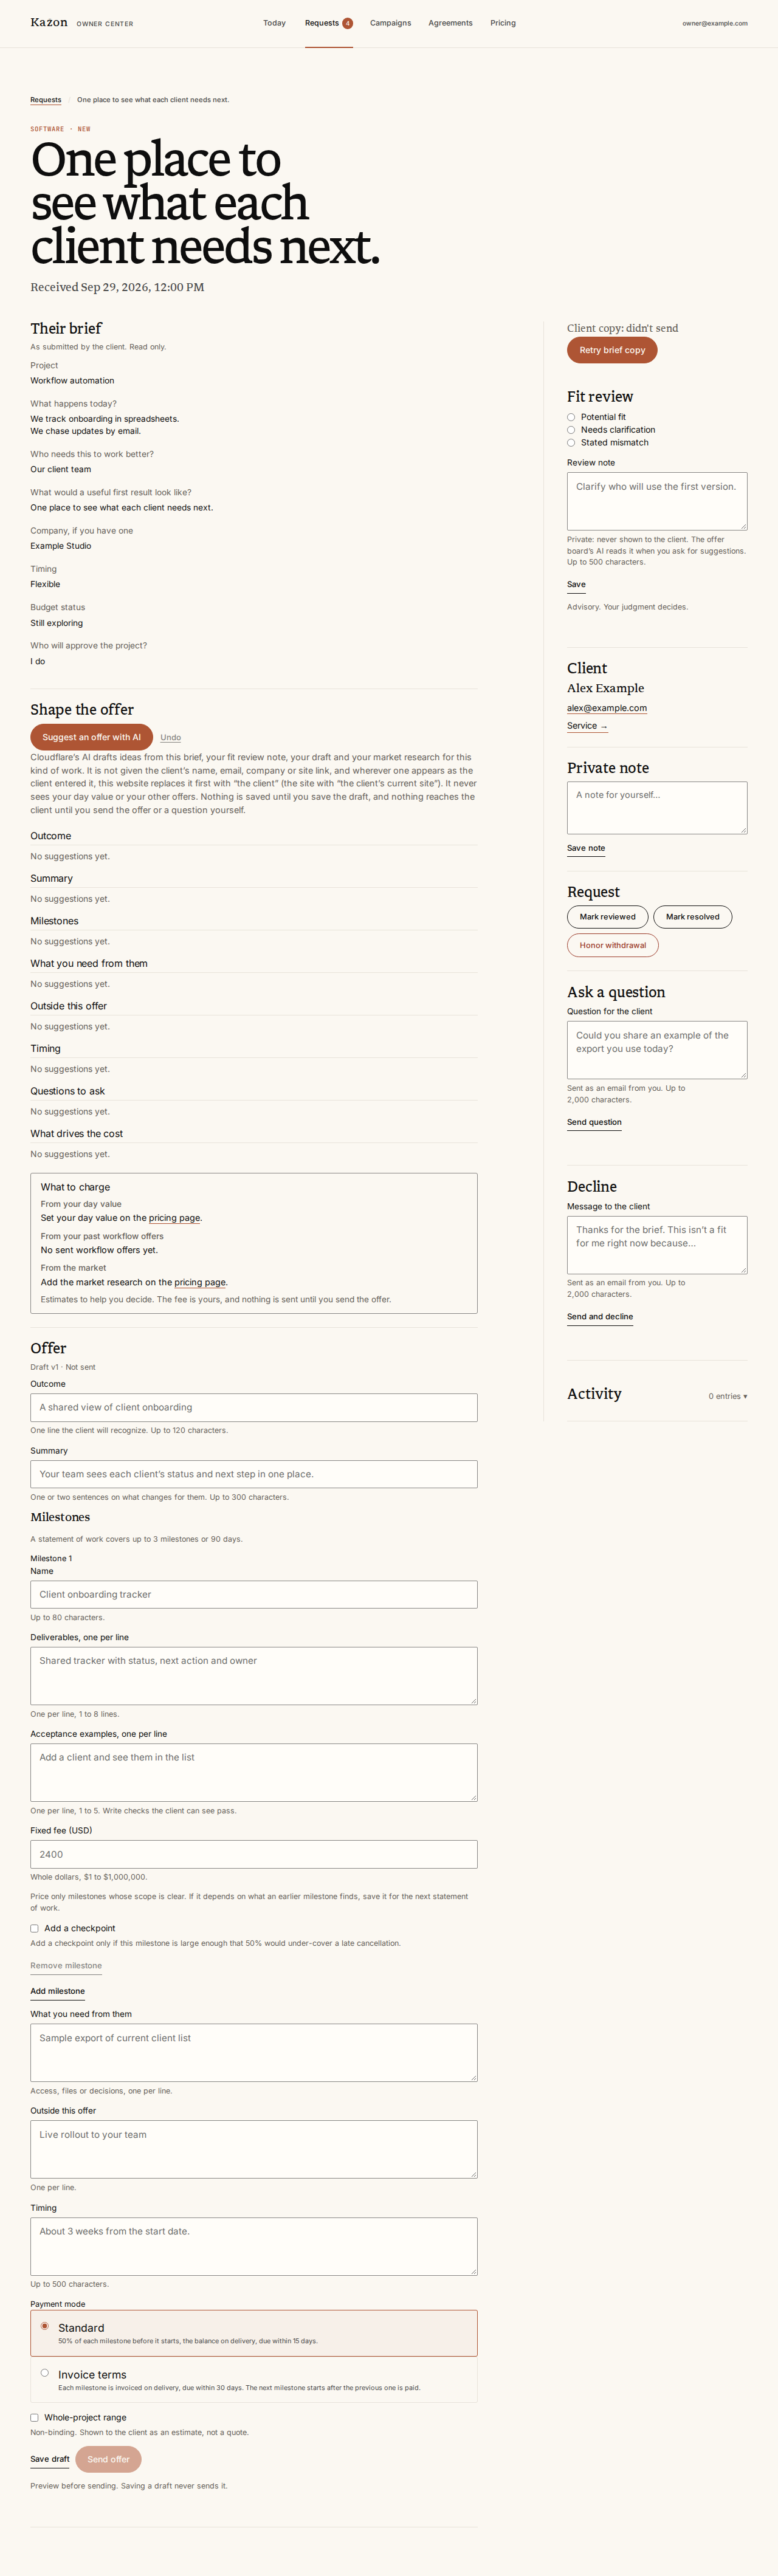 Kazon OWNER CENTER
Today
Requests 4
Campaigns
Agreements
Pricing
owner@example.com
Requests / One place to see what each client needs next.
SOFTWARE · NEW
One place to
see what each
client needs next.
Received Sep 29, 2026, 12:00 PM
Their brief
As submitted by the client. Read only.
Project
Workflow automation
What happens today?
We track onboarding in spreadsheets.
We chase updates by email.
Who needs this to work better?
Our client team
What would a useful first result look like?
One place to see what each client needs next.
Company, if you have one
Example Studio
Timing
Flexible
Budget status
Still exploring
Who will approve the project?
I do
Shape the offer
Suggest an offer with AI
Undo
Cloudflare's AI drafts ideas from this brief, your fit review note, your draft and your market research for this
kind of work. It is not given the client's name, email, company or site link, and wherever one appears as the
client entered it, this website replaces it first with “the client” (the site with “the client's current site”). It never
sees your day value or your other offers. Nothing is saved until you save the draft, and nothing reaches the
client until you send the offer or a question yourself.
Outcome
No suggestions yet.
Summary
No suggestions yet.
Milestones
No suggestions yet.
What you need from them
No suggestions yet.
Outside this offer
No suggestions yet.
Timing
No suggestions yet.
Questions to ask
No suggestions yet.
What drives the cost
No suggestions yet.
What to charge
From your day value
Set your day value on the pricing page.
From your past workflow offers
No sent workflow offers yet.
From the market
Add the market research on the pricing page.
Estimates to help you decide. The fee is yours, and nothing is sent until you send the offer.
Offer
Draft v1 · Not sent
Outcome
A shared view of client onboarding
One line the client will recognize. Up to 120 characters.
Summary
Your team sees each client's status and next step in one place.
One or two sentences on what changes for them. Up to 300 characters.
Milestones
A statement of work covers up to 3 milestones or 90 days.
Milestone 1
Name
Client onboarding tracker
Up to 80 characters.
Deliverables, one per line
Shared tracker with status, next action and owner
One per line, 1 to 8 lines.
Acceptance examples, one per line
Add a client and see them in the list
One per line, 1 to 5. Write checks the client can see pass.
Fixed fee (USD)
2400
Whole dollars, $1 to $1,000,000.
Price only milestones whose scope is clear. If it depends on what an earlier milestone finds, save it for the next statement
of work.
Add a checkpoint
Add a checkpoint only if this milestone is large enough that 50% would under-cover a late cancellation.
Remove milestone
Add milestone
What you need from them
Sample export of current client list
Access, files or decisions, one per line.
Outside this offer
Live rollout to your team
One per line.
Timing
About 3 weeks from the start date.
Up to 500 characters.
Payment mode
Standard
50% of each milestone before it starts, the balance on delivery, due within 15 days.
Invoice terms
Each milestone is invoiced on delivery, due within 30 days. The next milestone starts after the previous one is paid.
Whole-project range
Non-binding. Shown to the client as an estimate, not a quote.
Save draft
Send offer
Preview before sending. Saving a draft never sends it.
Client copy: didn't send
Retry brief copy
Fit review
Potential fit
Needs clarification
Stated mismatch
Review note
Clarify who will use the first version.
Private: never shown to the client. The offer
board's AI reads it when you ask for suggestions.
Up to 500 characters.
Save
Advisory. Your judgment decides.
Client
Alex Example
alex@example.com
Service →
Private note
A note for yourself…
Save note
Request
Mark reviewed
Mark resolved
Honor withdrawal
Ask a question
Question for the client
Could you share an example of the
export you use today?
Sent as an email from you. Up to
2,000 characters.
Send question
Decline
Message to the client
Thanks for the brief. This isn't a fit
for me right now because…
Sent as an email from you. Up to
2,000 characters.
Send and decline
Activity
0 entries ▾